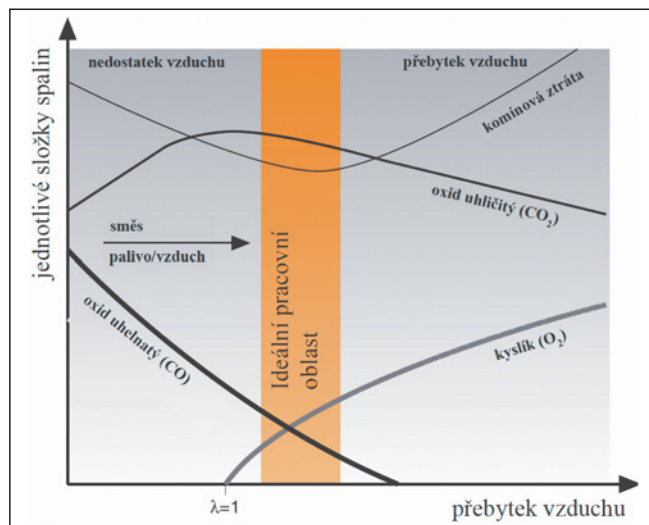 jednotlivé složky spalin
nedostatek vzduchu
přebytek vzduchu
komínová ztráta
oxid uhličitý (CO₂)
směs
palivo/vzduch
oxid uhelnatý (CO)
Ideální pracovní
oblast
kyslík (O₂)
λ=1
přebytek vzduchu